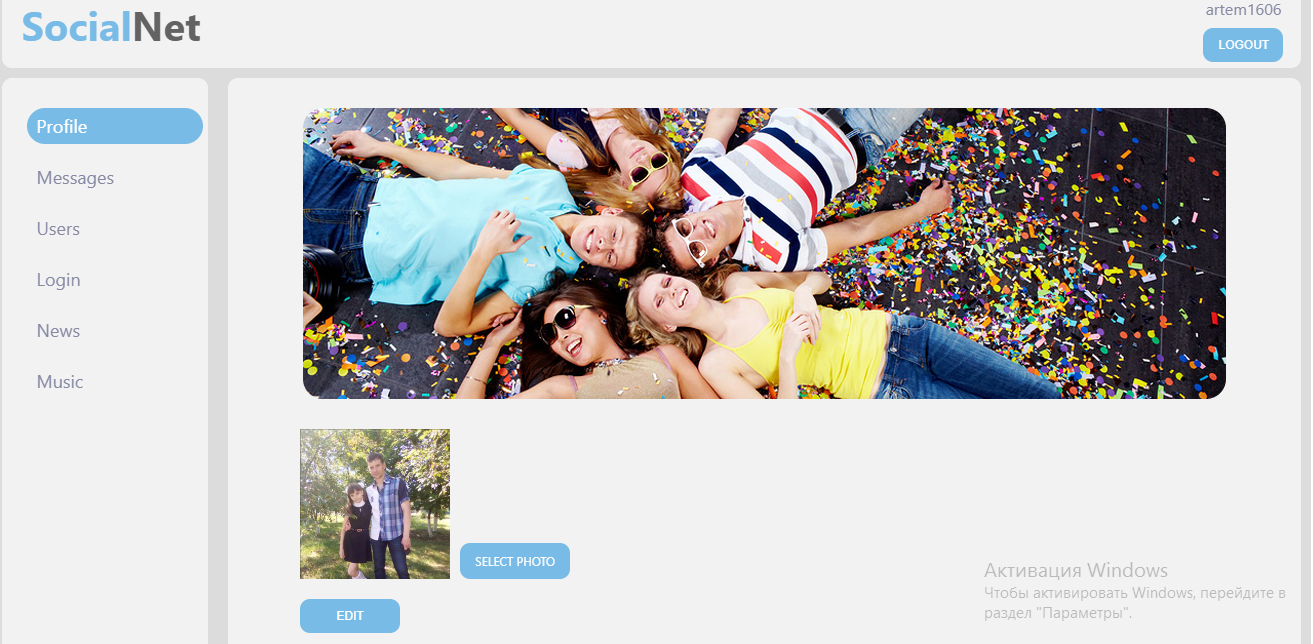 SocialNet
artem1606
LOGOUT
Profile
Messages
Users
Login
News
Music
SELECT PHOTO
EDIT
Активация Windows
Чтобы активировать Windows, перейдите в
раздел "Параметры".